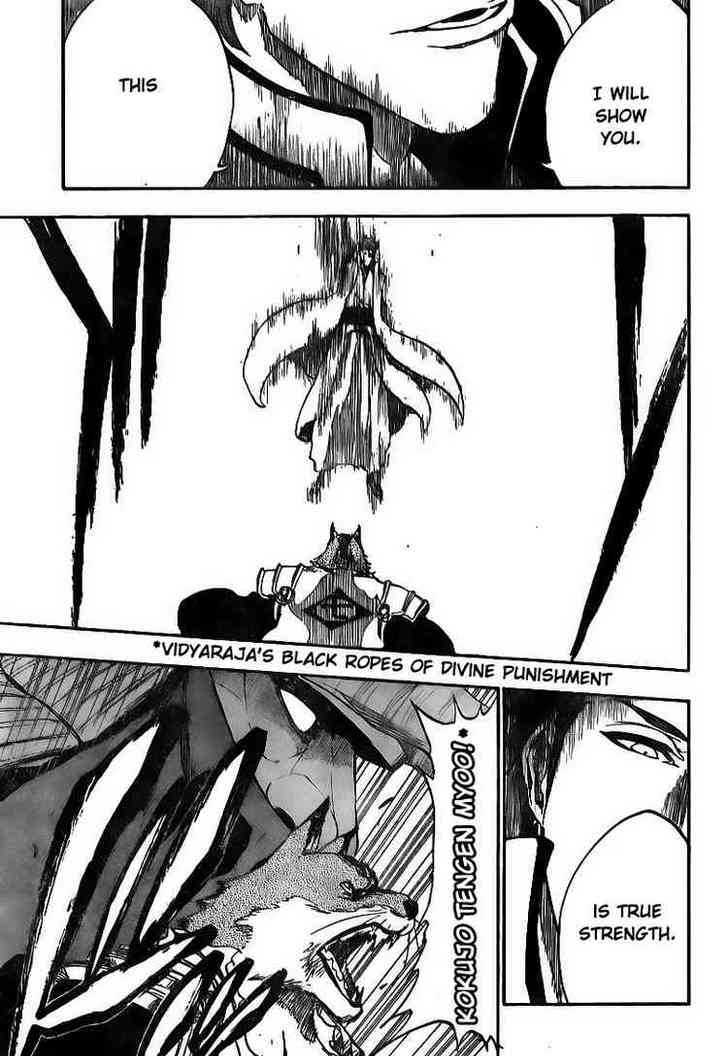 I WILL
SHOW
YOU.
THIS
*VIDYARAJA'S BLACK ROPES OF DIVINE PUNISHMENT
IS TRUE
STRENGTH.
*KOKUJO TENGEN MYOO!